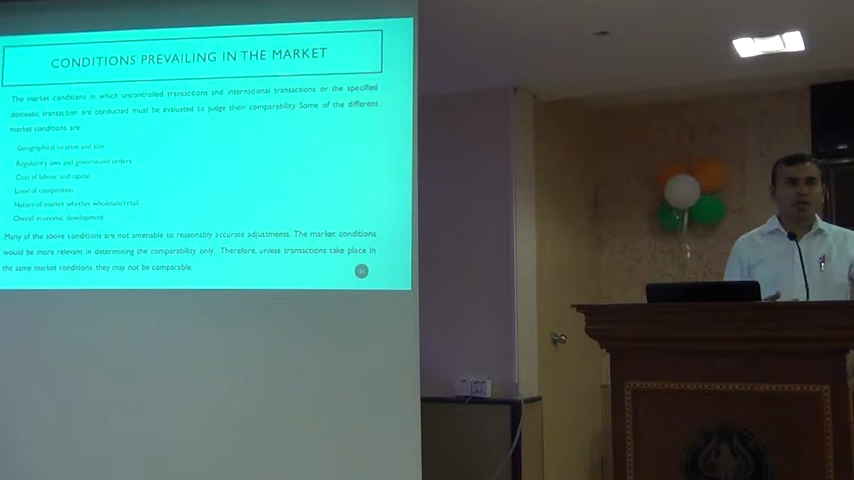 CONDITIONS PREVAILING IN THE MARKET
The market conditions in which uncontrolled transactions and international transactions or the specified
domestic transaction are conducted must be evaluated to judge their comparability Some of the different
market conditions are
Geographical location and size
Regulatory laws and government orders
Cost of labour and capital
Level of competition
Nature of market whether wholesale/retail
Overall economic development
Many of the above conditions are not amenable to reasonably accurate adjustments. The market conditions
would be more relevant in determining the comparability only. Therefore, unless transactions take place in
the same market conditions, they may not be comparable.